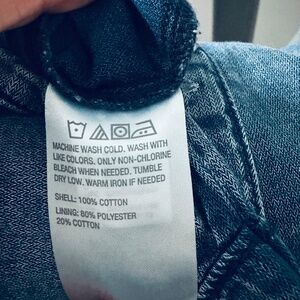 MACHINE WASH COLD. WASH WITH
LIKE COLORS. ONLY NON-CHLORINE
BLEACH WHEN NEEDED. TUMBLE
DRY LOW. WARM IRON IF NEEDED
SHELL: 100% COTTON
LINING: 80% POLYESTER
20% COTTON